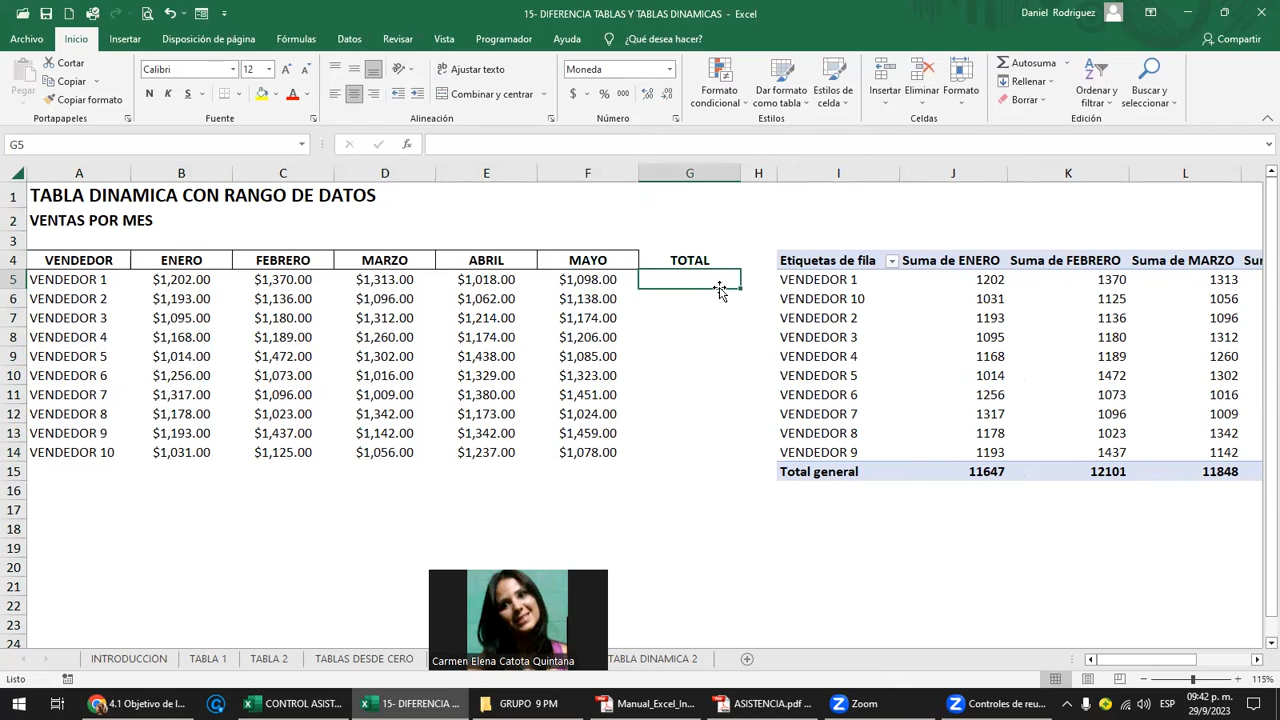 15- DIFERENCIA TABLAS Y TABLAS DINAMICAS - Excel
Daniel Rodriguez
Archivo Inicio Insertar Disposición de página Fórmulas Datos Revisar Vista Programador Ayuda ¿Qué desea hacer? Compartir
Pegar
Cortar
Copiar
Copiar formato
Portapapeles
Calibri 12
N K S
Fuente
Ajustar texto
Combinar y centrar
Alineación
Moneda
$ % 000
Número
Formato condicional
Dar formato como tabla
Estilos de celda
Estilos
Insertar Eliminar Formato
Celdas
Autosuma
Rellenar
Borrar
Ordenar y filtrar
Buscar y seleccionar
Edición
G5 fx
A B C D E F G H I J K L
1 TABLA DINAMICA CON RANGO DE DATOS
2 VENTAS POR MES
3
4 VENDEDOR ENERO FEBRERO MARZO ABRIL MAYO TOTAL Etiquetas de fila Suma de ENERO Suma de FEBRERO Suma de MARZO
5 VENDEDOR 1 $1,202.00 $1,370.00 $1,313.00 $1,018.00 $1,098.00 VENDEDOR 1 1202 1370 1313
6 VENDEDOR 2 $1,193.00 $1,136.00 $1,096.00 $1,062.00 $1,138.00 VENDEDOR 10 1031 1125 1056
7 VENDEDOR 3 $1,095.00 $1,180.00 $1,312.00 $1,214.00 $1,174.00 VENDEDOR 2 1193 1136 1096
8 VENDEDOR 4 $1,168.00 $1,189.00 $1,260.00 $1,174.00 $1,206.00 VENDEDOR 3 1095 1180 1312
9 VENDEDOR 5 $1,014.00 $1,472.00 $1,302.00 $1,438.00 $1,085.00 VENDEDOR 4 1168 1189 1260
10 VENDEDOR 6 $1,256.00 $1,073.00 $1,016.00 $1,329.00 $1,323.00 VENDEDOR 5 1014 1472 1302
11 VENDEDOR 7 $1,317.00 $1,096.00 $1,009.00 $1,380.00 $1,451.00 VENDEDOR 6 1256 1073 1016
12 VENDEDOR 8 $1,178.00 $1,023.00 $1,342.00 $1,173.00 $1,024.00 VENDEDOR 7 1317 1096 1009
13 VENDEDOR 9 $1,193.00 $1,437.00 $1,142.00 $1,342.00 $1,459.00 VENDEDOR 8 1178 1023 1342
14 VENDEDOR 10 $1,031.00 $1,125.00 $1,056.00 $1,237.00 $1,078.00 VENDEDOR 9 1193 1437 1142
15 Total general 11647 12101 11848
16
17
18
19
20
21
22
23
24
Carmen Elena Catota Quintana
INTRODUCCION TABLA 1 TABLA 2 TABLAS DESDE CERO TABLA DINAMICA 2
Listo 115%
4.1 Objetivo de l... CONTROL ASIST... 15- DIFERENCIA ... GRUPO 9 PM Manual_Excel_In... ASISTENCIA.pdf ... Zoom Controles de reu... ESP 09:42 p. m.
29/9/2023